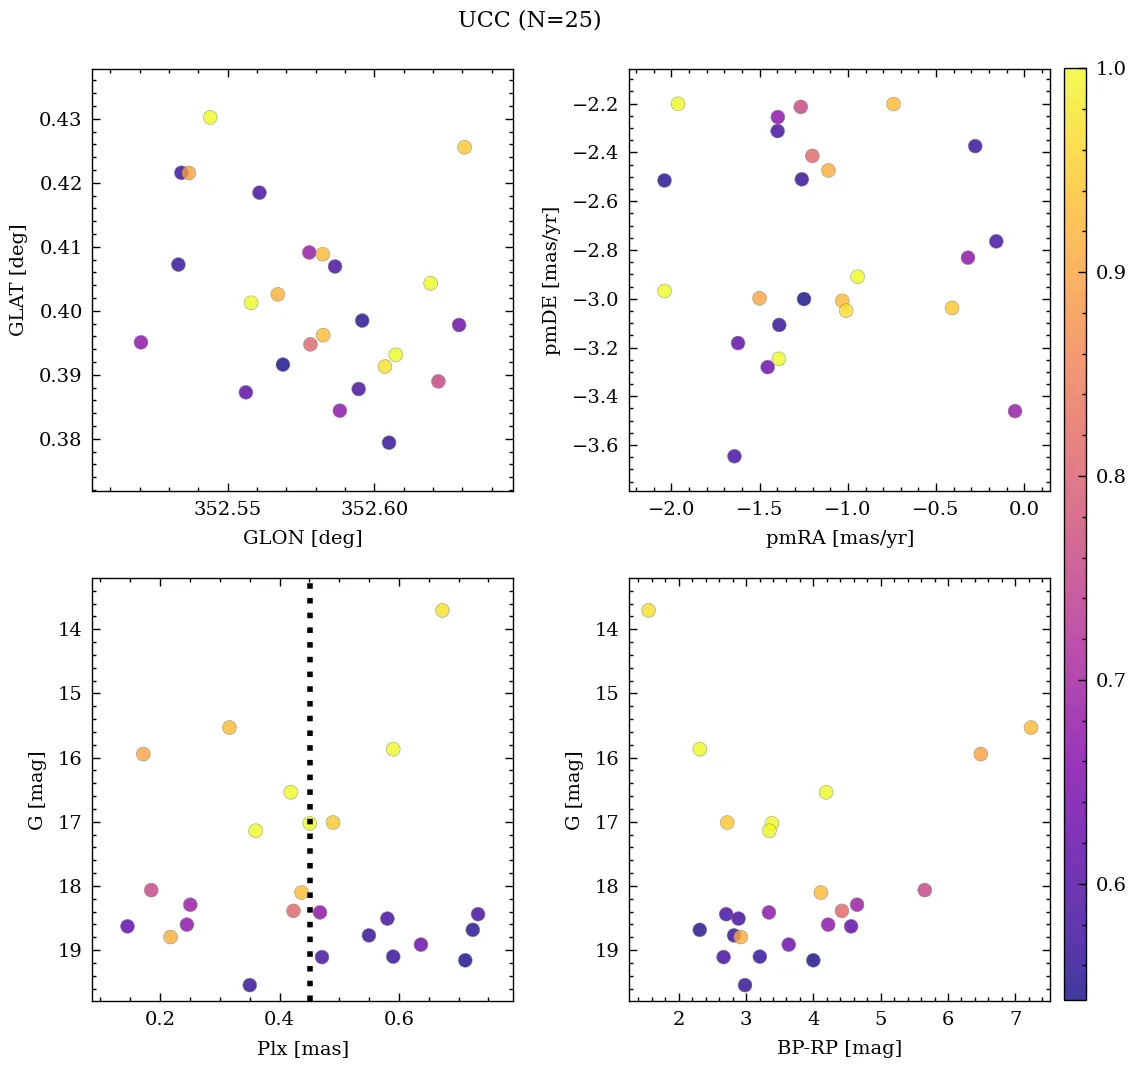 UCC (N=25)
0.43
0.42
0.41
0.40
0.39
0.38
GLAT [deg]
352.55 352.60
GLON [deg]
−2.2
−2.4
−2.6
−2.8
−3.0
−3.2
−3.4
−3.6
pmDE [mas/yr]
−2.0 −1.5 −1.0 −0.5 0.0
pmRA [mas/yr]
1.0
0.9
0.8
0.7
0.6
14
15
16
17
18
19
G [mag]
0.2 0.4 0.6
Plx [mas]
14
15
16
17
18
19
G [mag]
2 3 4 5 6 7
BP-RP [mag]